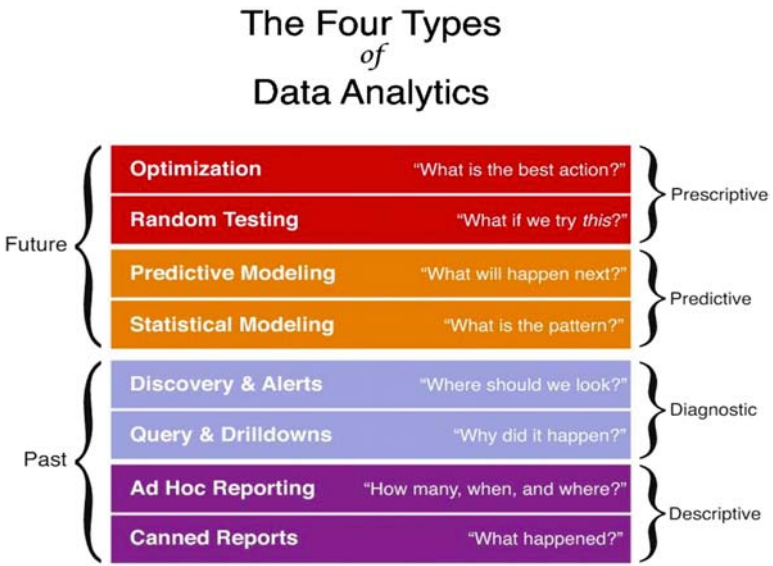 The Four Types
of
Data Analytics
Optimization “What is the best action?”
Random Testing “What if we try this?”
Prescriptive
Future
Predictive Modeling “What will happen next?”
Statistical Modeling “What is the pattern?”
Predictive
Discovery & Alerts “Where should we look?”
Query & Drilldowns “Why did it happen?”
Diagnostic
Past
Ad Hoc Reporting “How many, when, and where?”
Canned Reports “What happened?”
Descriptive